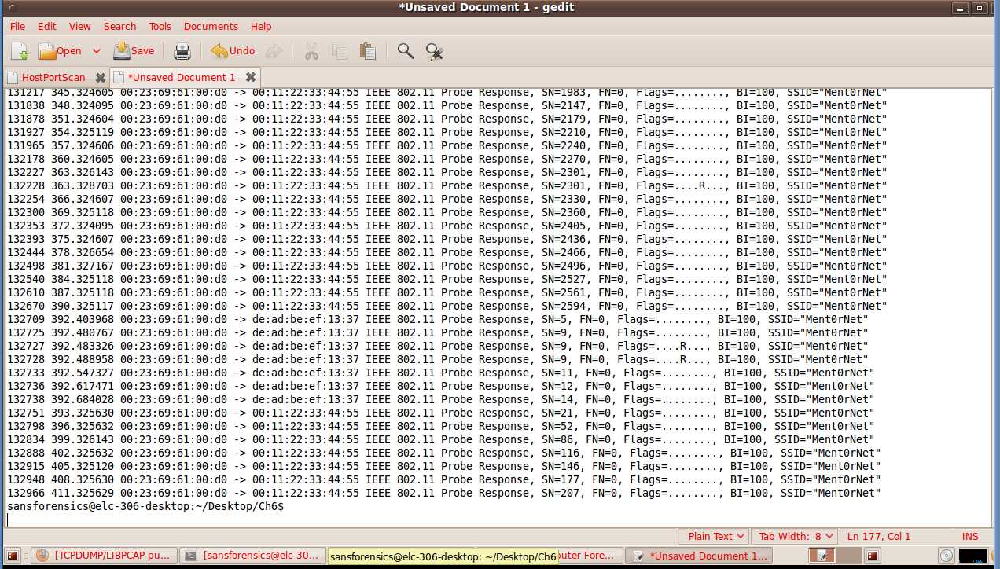 *Unsaved Document 1 - gedit
File Edit View Search Tools Documents Help
Open Save Undo
HostPortScan *Unsaved Document 1
131217 345.324605 00:23:69:61:00:d0 -> 00:11:22:33:44:55 IEEE 802.11 Probe Response, SN=1983, FN=0, Flags=........, BI=100, SSID="Ment0rNet"
131838 348.324095 00:23:69:61:00:d0 -> 00:11:22:33:44:55 IEEE 802.11 Probe Response, SN=2147, FN=0, Flags=........, BI=100, SSID="Ment0rNet"
131878 351.324604 00:23:69:61:00:d0 -> 00:11:22:33:44:55 IEEE 802.11 Probe Response, SN=2179, FN=0, Flags=........, BI=100, SSID="Ment0rNet"
131927 354.325119 00:23:69:61:00:d0 -> 00:11:22:33:44:55 IEEE 802.11 Probe Response, SN=2210, FN=0, Flags=........, BI=100, SSID="Ment0rNet"
131965 357.324606 00:23:69:61:00:d0 -> 00:11:22:33:44:55 IEEE 802.11 Probe Response, SN=2240, FN=0, Flags=........, BI=100, SSID="Ment0rNet"
132178 360.324605 00:23:69:61:00:d0 -> 00:11:22:33:44:55 IEEE 802.11 Probe Response, SN=2270, FN=0, Flags=........, BI=100, SSID="Ment0rNet"
132227 363.326143 00:23:69:61:00:d0 -> 00:11:22:33:44:55 IEEE 802.11 Probe Response, SN=2301, FN=0, Flags=........, BI=100, SSID="Ment0rNet"
132228 363.328703 00:23:69:61:00:d0 -> 00:11:22:33:44:55 IEEE 802.11 Probe Response, SN=2301, FN=0, Flags=....R..., BI=100, SSID="Ment0rNet"
132254 366.324607 00:23:69:61:00:d0 -> 00:11:22:33:44:55 IEEE 802.11 Probe Response, SN=2330, FN=0, Flags=........, BI=100, SSID="Ment0rNet"
132300 369.325118 00:23:69:61:00:d0 -> 00:11:22:33:44:55 IEEE 802.11 Probe Response, SN=2360, FN=0, Flags=........, BI=100, SSID="Ment0rNet"
132353 372.324095 00:23:69:61:00:d0 -> 00:11:22:33:44:55 IEEE 802.11 Probe Response, SN=2405, FN=0, Flags=........, BI=100, SSID="Ment0rNet"
132393 375.324607 00:23:69:61:00:d0 -> 00:11:22:33:44:55 IEEE 802.11 Probe Response, SN=2436, FN=0, Flags=........, BI=100, SSID="Ment0rNet"
132444 378.326654 00:23:69:61:00:d0 -> 00:11:22:33:44:55 IEEE 802.11 Probe Response, SN=2466, FN=0, Flags=........, BI=100, SSID="Ment0rNet"
132498 381.327167 00:23:69:61:00:d0 -> 00:11:22:33:44:55 IEEE 802.11 Probe Response, SN=2496, FN=0, Flags=........, BI=100, SSID="Ment0rNet"
132540 384.325118 00:23:69:61:00:d0 -> 00:11:22:33:44:55 IEEE 802.11 Probe Response, SN=2527, FN=0, Flags=........, BI=100, SSID="Ment0rNet"
132610 387.325118 00:23:69:61:00:d0 -> 00:11:22:33:44:55 IEEE 802.11 Probe Response, SN=2561, FN=0, Flags=........, BI=100, SSID="Ment0rNet"
132670 390.325117 00:23:69:61:00:d0 -> 00:11:22:33:44:55 IEEE 802.11 Probe Response, SN=2594, FN=0, Flags=........, BI=100, SSID="Ment0rNet"
132709 392.403968 00:23:69:61:00:d0 -> de:ad:be:ef:13:37 IEEE 802.11 Probe Response, SN=5, FN=0, Flags=........, BI=100, SSID="Ment0rNet"
132725 392.480767 00:23:69:61:00:d0 -> de:ad:be:ef:13:37 IEEE 802.11 Probe Response, SN=9, FN=0, Flags=........, BI=100, SSID="Ment0rNet"
132727 392.483326 00:23:69:61:00:d0 -> de:ad:be:ef:13:37 IEEE 802.11 Probe Response, SN=9, FN=0, Flags=....R..., BI=100, SSID="Ment0rNet"
132728 392.488958 00:23:69:61:00:d0 -> de:ad:be:ef:13:37 IEEE 802.11 Probe Response, SN=9, FN=0, Flags=....R..., BI=100, SSID="Ment0rNet"
132733 392.547327 00:23:69:61:00:d0 -> de:ad:be:ef:13:37 IEEE 802.11 Probe Response, SN=11, FN=0, Flags=........, BI=100, SSID="Ment0rNet"
132736 392.617471 00:23:69:61:00:d0 -> de:ad:be:ef:13:37 IEEE 802.11 Probe Response, SN=12, FN=0, Flags=........, BI=100, SSID="Ment0rNet"
132738 392.684028 00:23:69:61:00:d0 -> de:ad:be:ef:13:37 IEEE 802.11 Probe Response, SN=14, FN=0, Flags=........, BI=100, SSID="Ment0rNet"
132751 393.325630 00:23:69:61:00:d0 -> 00:11:22:33:44:55 IEEE 802.11 Probe Response, SN=21, FN=0, Flags=........, BI=100, SSID="Ment0rNet"
132798 396.325632 00:23:69:61:00:d0 -> 00:11:22:33:44:55 IEEE 802.11 Probe Response, SN=52, FN=0, Flags=........, BI=100, SSID="Ment0rNet"
132834 399.326143 00:23:69:61:00:d0 -> 00:11:22:33:44:55 IEEE 802.11 Probe Response, SN=86, FN=0, Flags=........, BI=100, SSID="Ment0rNet"
132888 402.325632 00:23:69:61:00:d0 -> 00:11:22:33:44:55 IEEE 802.11 Probe Response, SN=116, FN=0, Flags=........, BI=100, SSID="Ment0rNet"
132915 405.325120 00:23:69:61:00:d0 -> 00:11:22:33:44:55 IEEE 802.11 Probe Response, SN=146, FN=0, Flags=........, BI=100, SSID="Ment0rNet"
132948 408.325630 00:23:69:61:00:d0 -> 00:11:22:33:44:55 IEEE 802.11 Probe Response, SN=177, FN=0, Flags=........, BI=100, SSID="Ment0rNet"
132966 411.325629 00:23:69:61:00:d0 -> 00:11:22:33:44:55 IEEE 802.11 Probe Response, SN=207, FN=0, Flags=........, BI=100, SSID="Ment0rNet"
sansforensics@elc-306-desktop:~/Desktop/Ch6$
Plain Text Tab Width: 8 Ln 177, Col 1 INS
[TCPDUMP/LIBPCAP pu... [sansforensics@elc-30... sansforensics@elc-306-desktop: ~/Desktop/Ch6 outer Fore... *Unsaved Document 1...